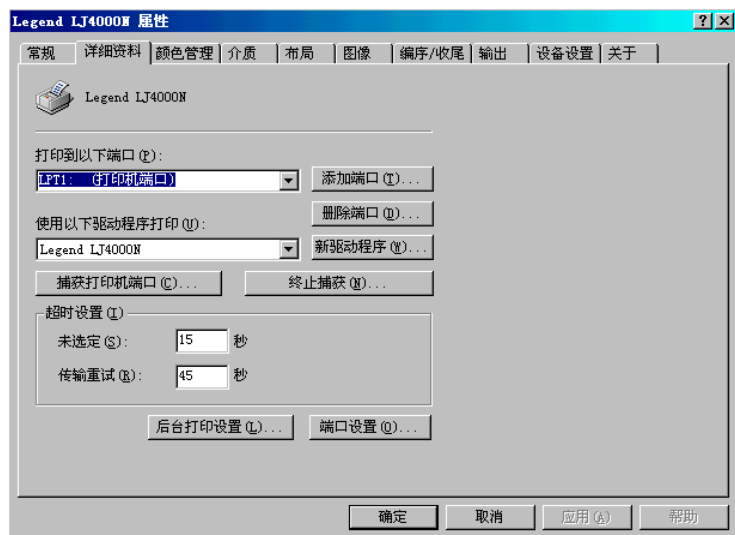 Legend LJ4000N 属性
常规 详细资料 颜色管理 介质 布局 图像 编序/收尾 输出 设备设置 关于
Legend LJ4000N
打印到以下端口(P):
LPT1: (打印机端口) 添加端口(T)...
删除端口(D)...
使用以下驱动程序打印(U):
Legend LJ4000N 新驱动程序(W)...
捕获打印机端口(C)... 终止捕获(N)...
超时设置(I)
未选定(S): 15 秒
传输重试(R): 45 秒
后台打印设置(L)... 端口设置(O)...
确定 取消 应用(A) 帮助